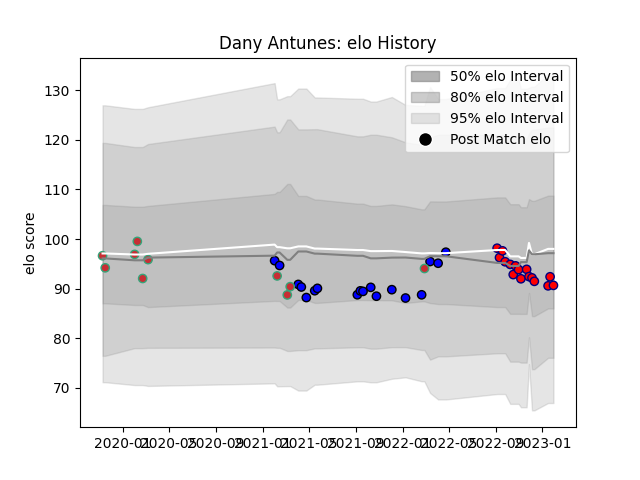 Dany Antunes: elo History
50% elo Interval
80% elo Interval
95% elo Interval
Post Match elo
elo score
130
120
110
100
90
80
70
2020-01 2020-05 2020-09 2021-01 2021-05 2021-09 2022-01 2022-05 2022-09 2023-01